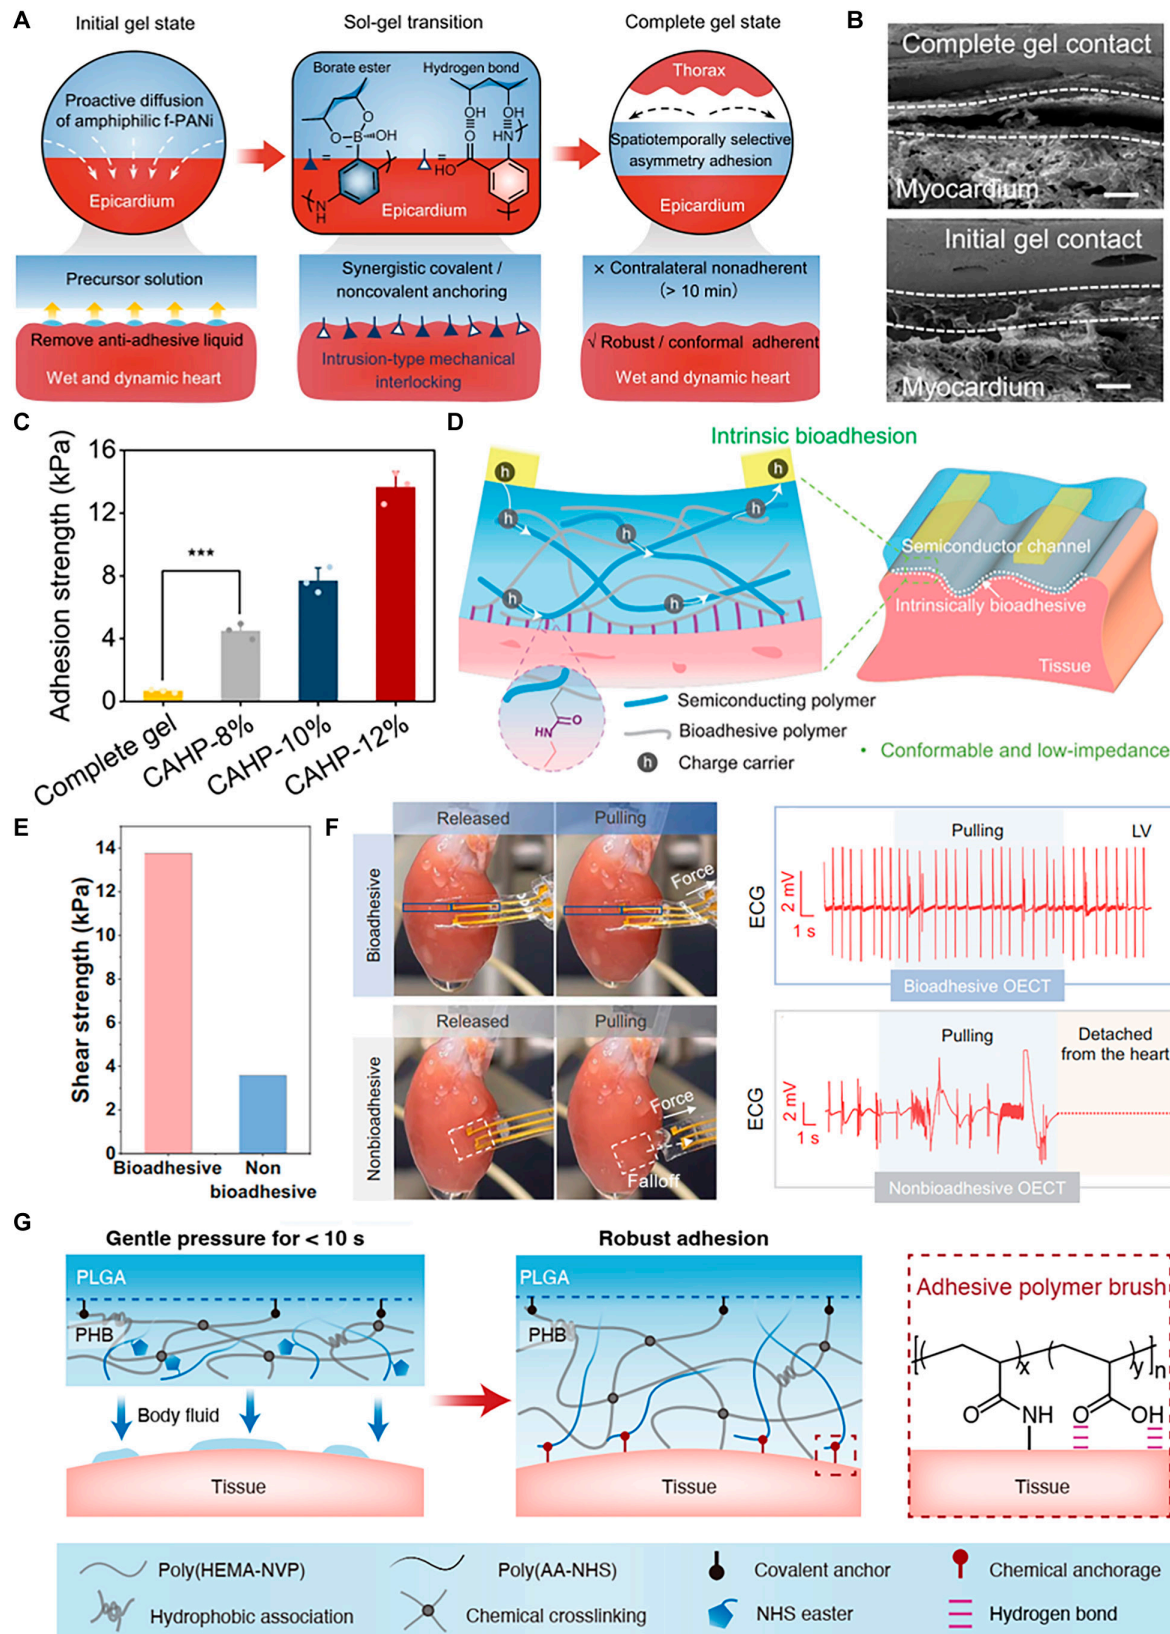 A
Initial gel state
Sol-gel transition
Complete gel state
Proactive diffusion
of amphiphilic f-PANi
Epicardium
Borate ester
Hydrogen bond
O
O
B
OH
N
H
OH
OH
O
HN
HO
Epicardium
Thorax
Spatiotemporally selective
asymmetry adhesion
Epicardium
Precursor solution
Remove anti-adhesive liquid
Wet and dynamic heart
Synergistic covalent /
noncovalent anchoring
Intrusion-type mechanical
interlocking
× Contralateral nonadherent
(> 10 min)
√ Robust / conformal adherent
Wet and dynamic heart
B
Complete gel contact
Myocardium
Initial gel contact
Myocardium
C
Adhesion strength (kPa)
16
12
8
4
0
***
Complete gel
CAHP-8%
CAHP-10%
CAHP-12%
D
Intrinsic bioadhesion
h
h
h
h
h
h
h
h
HN
O
Semiconducting polymer
Bioadhesive polymer
h Charge carrier
Semiconductor channel
Intrinsically bioadhesive
Tissue
• Conformable and low-impedance
E
Shear strength (kPa)
14
12
10
8
6
4
2
0
Bioadhesive
Non
bioadhesive
F
Released
Pulling
Bioadhesive
Force
Released
Pulling
Nonbioadhesive
Force
Falloff
ECG
2 mV
1 s
Pulling
LV
Bioadhesive OECT
ECG
2 mV
1 s
Pulling
Detached
from the heart
Nonbioadhesive OECT
G
Gentle pressure for < 10 s
PLGA
PHB
Body fluid
Tissue
Robust adhesion
PLGA
PHB
Tissue
Adhesive polymer brush
x
y
n
O
NH
O
OH
Tissue
Poly(HEMA-NVP)
Poly(AA-NHS)
Covalent anchor
Chemical anchorage
Hydrophobic association
Chemical crosslinking
NHS easter
Hydrogen bond